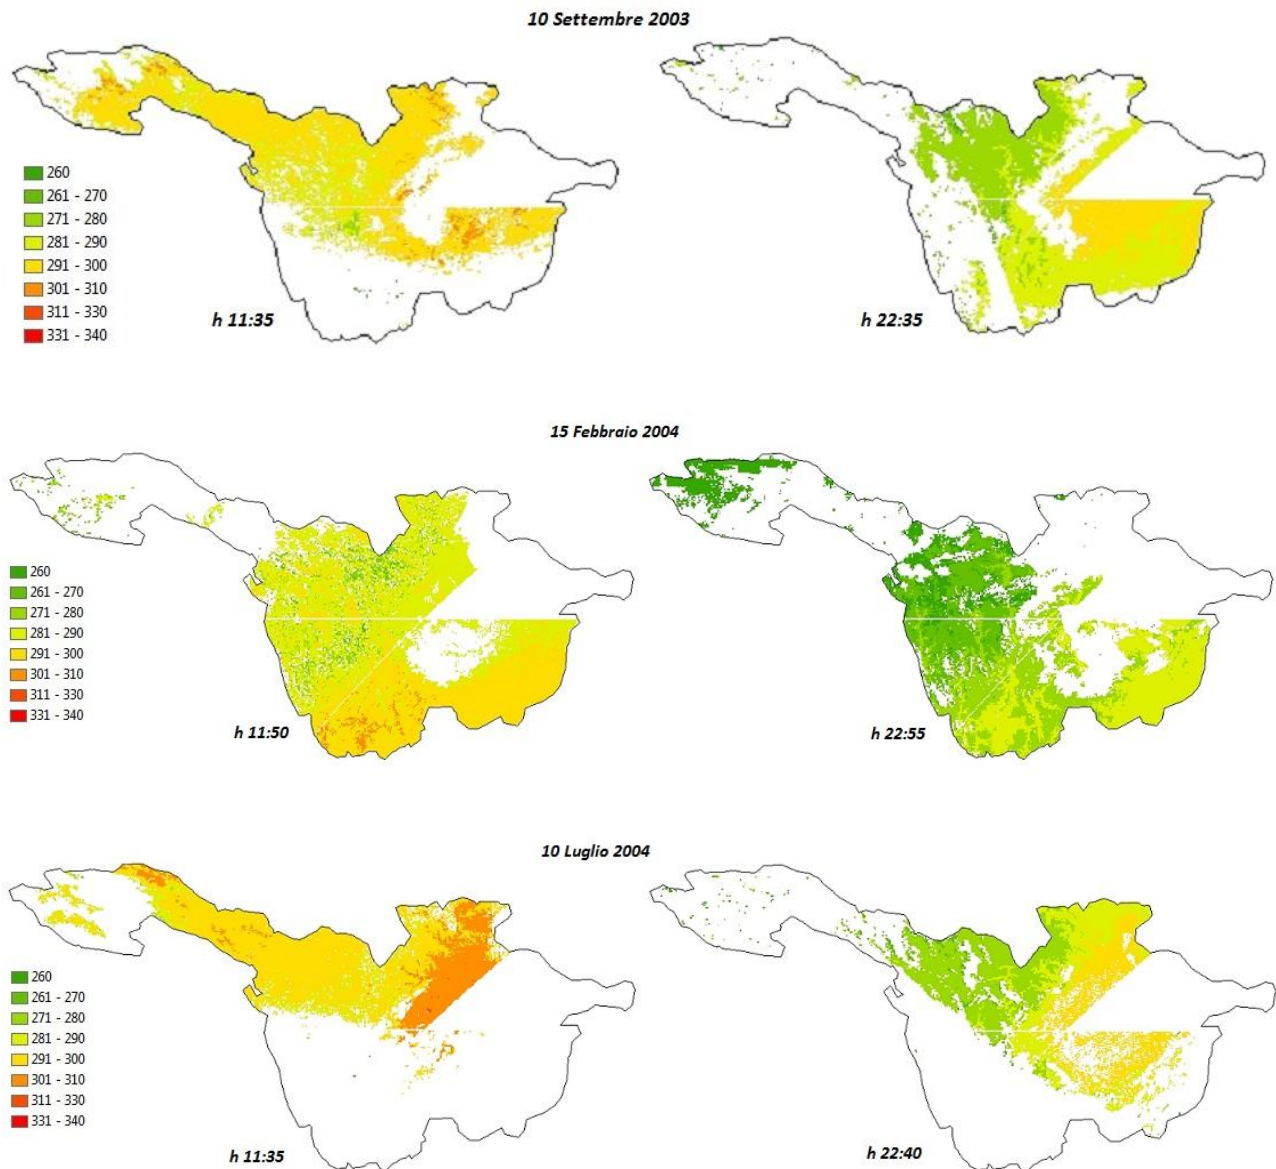 10 Settembre 2003
260
261 - 270
271 - 280
281 - 290
291 - 300
301 - 310
311 - 330
331 - 340
h 11:35
h 22:35
15 Febbraio 2004
260
261 - 270
271 - 280
281 - 290
291 - 300
301 - 310
311 - 330
331 - 340
h 11:50
h 22:55
10 Luglio 2004
260
261 - 270
271 - 280
281 - 290
291 - 300
301 - 310
311 - 330
331 - 340
h 11:35
h 22:40